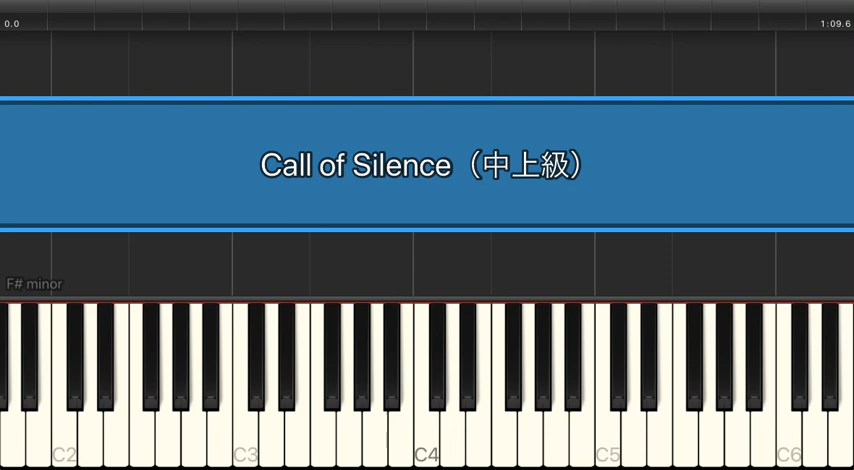 0.0 1:09.6
Call of Silence（中上級）
F# minor
C2 C3 C4 C5 C6